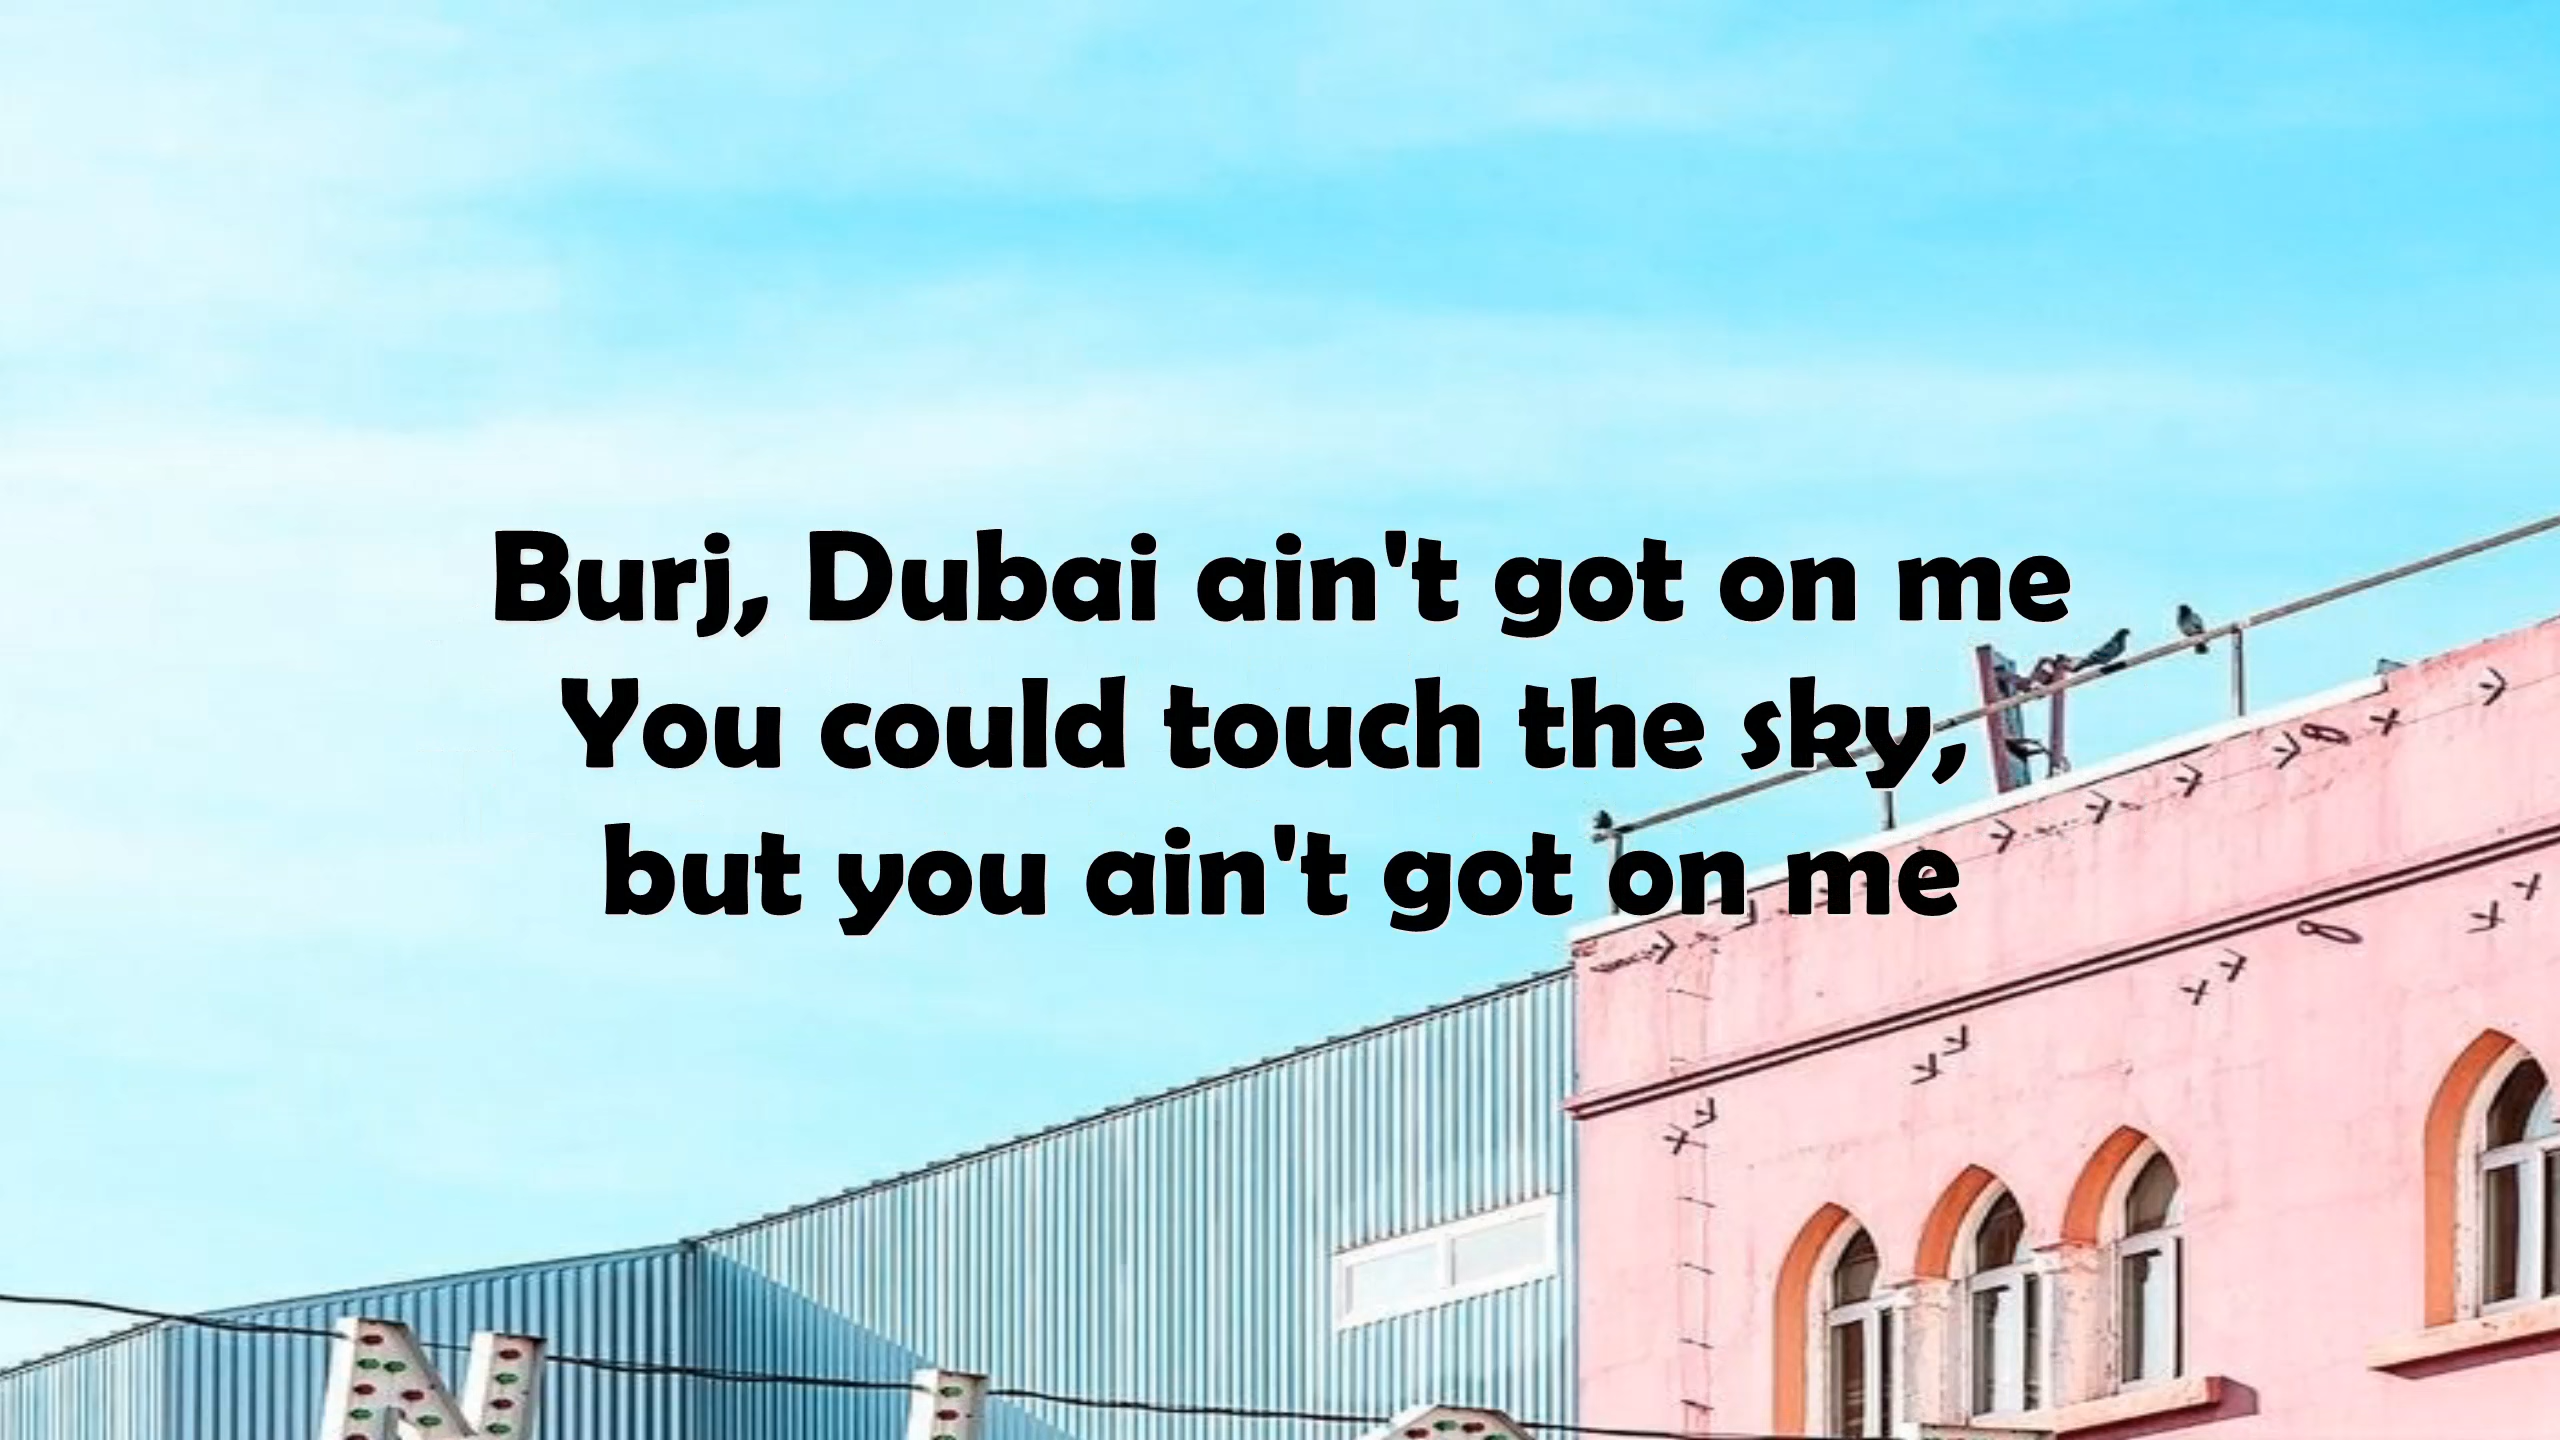 Burj, Dubai ain't got on me
You could touch the sky,
but you ain't got on me
N